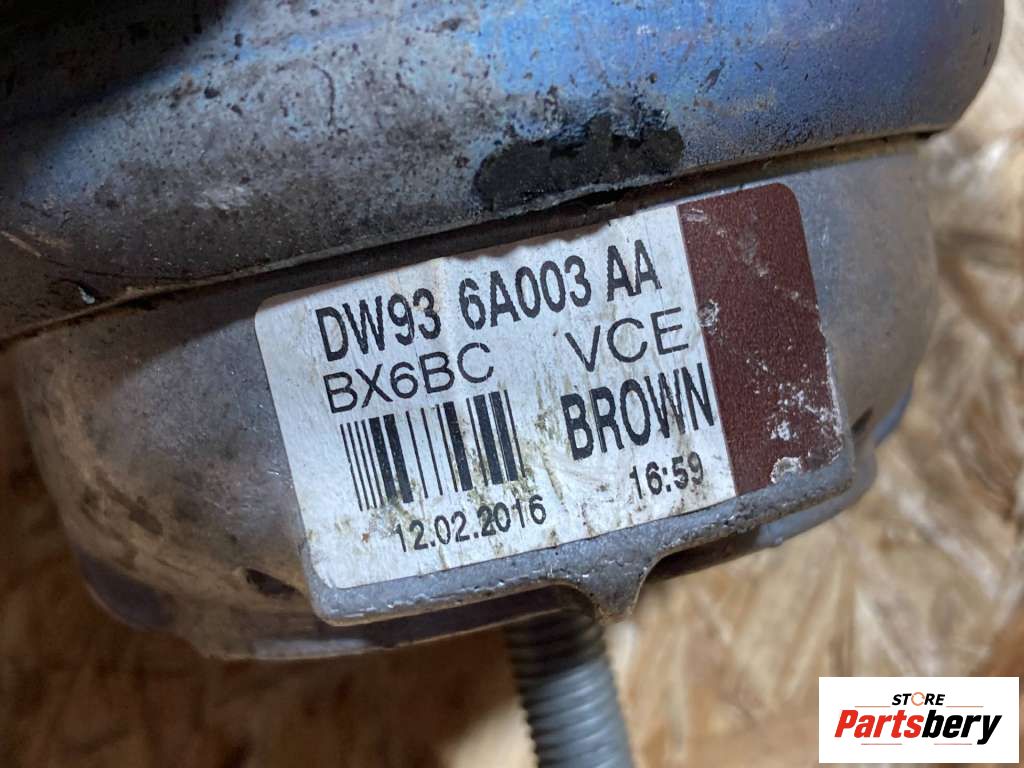 DW93 6A003 AA
BX6BC VCE
BROWN
12.02.2016 16:59
STORE
Partsbery